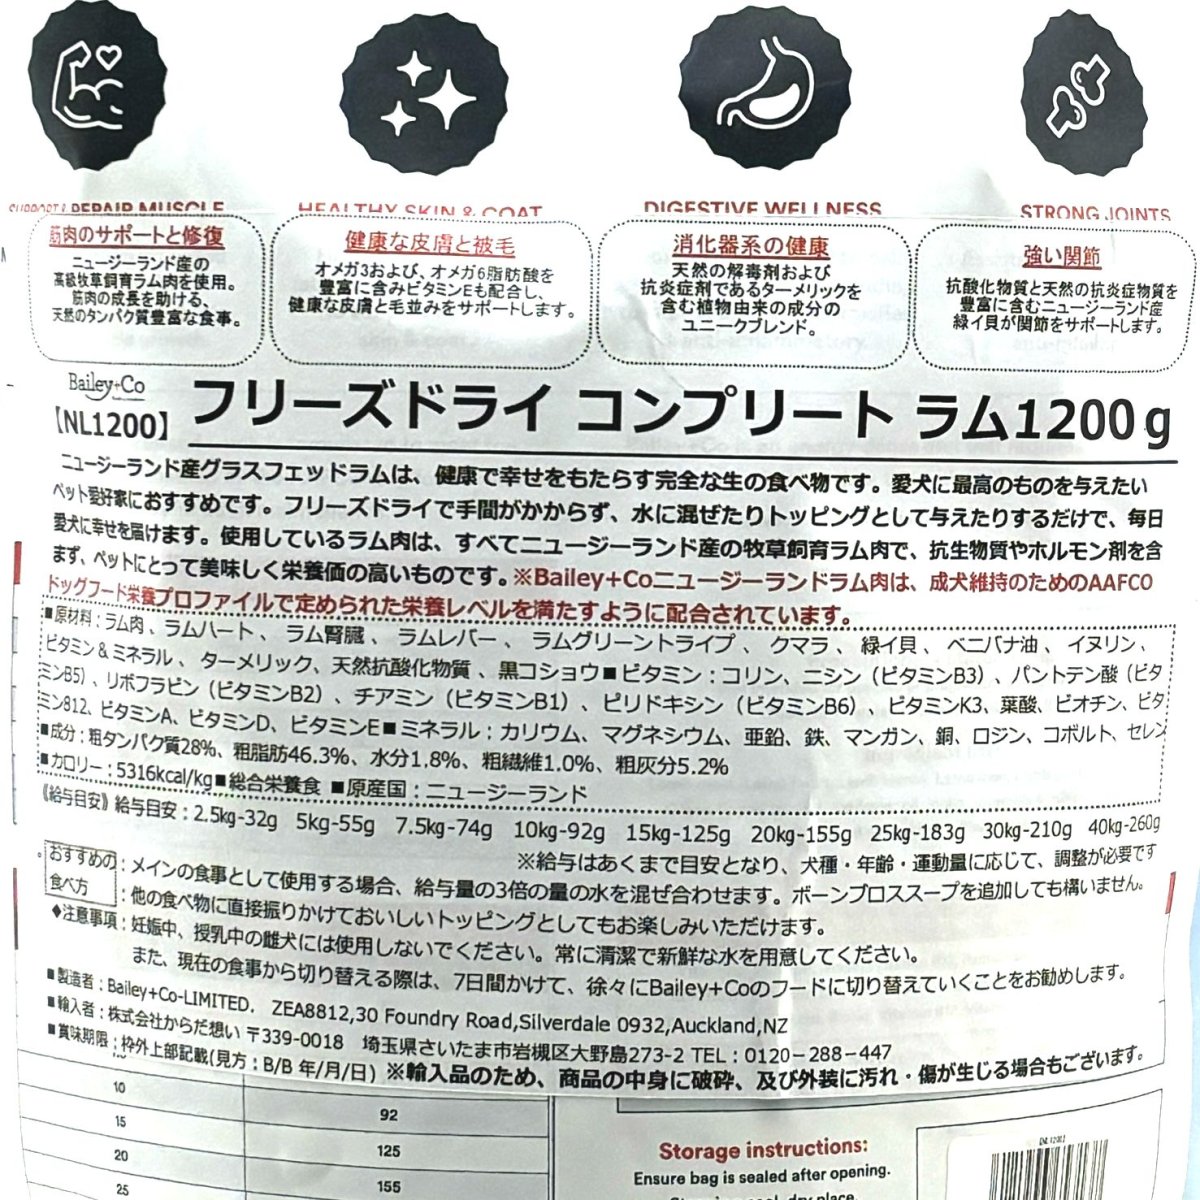 SUPPORT & REPAIR MUSCLE
HEALTHY SKIN & COAT
DIGESTIVE WELLNESS
STRONG JOINTS
筋肉のサポートと修復
ニュージーランド産の
高級牧草飼育ラム肉を使用。
筋肉の成長を助ける、
天然のタンパク質豊富な食事。
健康な皮膚と被毛
オメガ3および、オメガ6脂肪酸を
豊富に含みビタミンEも配合し、
健康な皮膚と毛並みをサポートします。
消化器系の健康
天然の解毒剤および
抗炎症剤であるターメリックを
含む植物由来の成分の
ユニークブレンド。
強い関節
抗酸化物質と天然の抗炎症物質を
豊富に含むニュージーランド産
緑イ貝が関節をサポートします。
Bailey+Co
【NL1200】
フリーズドライ コンプリート ラム1200g
ニュージーランド産グラスフェッドラムは、健康で幸せをもたらす完全な生の食べ物です。愛犬に最高のものを与えたい
ペット愛好家におすすめです。フリーズドライで手間がかからず、水に混ぜたりトッピングとして与えたりするだけで、毎日
愛犬に幸せを届けます。使用しているラム肉は、すべてニュージーランド産の牧草飼育ラム肉で、抗生物質やホルモン剤を含
まず、ペットにとって美味しく栄養価の高いものです。※Bailey+Coニュージーランドラム肉は、成犬維持のためのAAFCO
ドッグフード栄養プロファイルで定められた栄養レベルを満たすように配合されています。
■原材料：ラム肉、ラムハート、ラム腎臓、ラムレバー、ラムグリーントライプ、クマラ、緑イ貝、ベニバナ油、イヌリン、
ビタミン&ミネラル、ターメリック、天然抗酸化物質、黒コショウ■ビタミン：コリン、ニシン（ビタミンB3）、パントテン酸（ビタ
ミンB5）、リボフラビン（ビタミンB2）、チアミン（ビタミンB1）、ピリドキシン（ビタミンB6）、ビタミンK3、葉酸、ビオチン、ビタ
ミン812、ビタミンA、ビタミンD、ビタミンE■ミネラル：カリウム、マグネシウム、亜鉛、鉄、マンガン、銅、ロジン、コボルト、セレン
■成分：粗タンパク質28%、粗脂肪46.3%、水分1.8%、粗繊維1.0%、粗灰分5.2%
■カロリー：5316kcal/kg■総合栄養食 ■原産国：ニュージーランド
《給与目安》給与目安：2.5kg-32g 5kg-55g 7.5kg-74g 10kg-92g 15kg-125g 20kg-155g 25kg-183g 30kg-210g 40kg-260g
※給与はあくまで目安となり、犬種・年齢・運動量に応じて、調整が必要です
おすすめの食べ方：メインの食事として使用する場合、給与量の3倍の量の水を混ぜ合わせます。ボーンブロススープを追加しても構いません。
：他の食べ物に直接振りかけておいしいトッピングとしてもお楽しみいただけます。
◆注意事項：妊娠中、授乳中の雌犬には使用しないでください。常に清潔で新鮮な水を用意してください。
また、現在の食事から切り替える際は、7日間かけて、徐々にBailey+Coのフードに切り替えていくことをお勧めします。
■製造者：Bailey+Co-LIMITED. ZEA8812,30 Foundry Road,Silverdale 0932,Auckland,NZ
■輸入者：株式会社からだ想い 〒339-0018 埼玉県さいたま市岩槻区大野島273-2 TEL：0120-288-447
■賞味期限：枠外上部記載(見方：B/B 年/月/日) ※輸入品のため、商品の中身に破砕、及び外装に汚れ・傷が生じる場合もございます。
10 92
15 125
20 155
25
Storage instructions:
Ensure bag is sealed after opening.